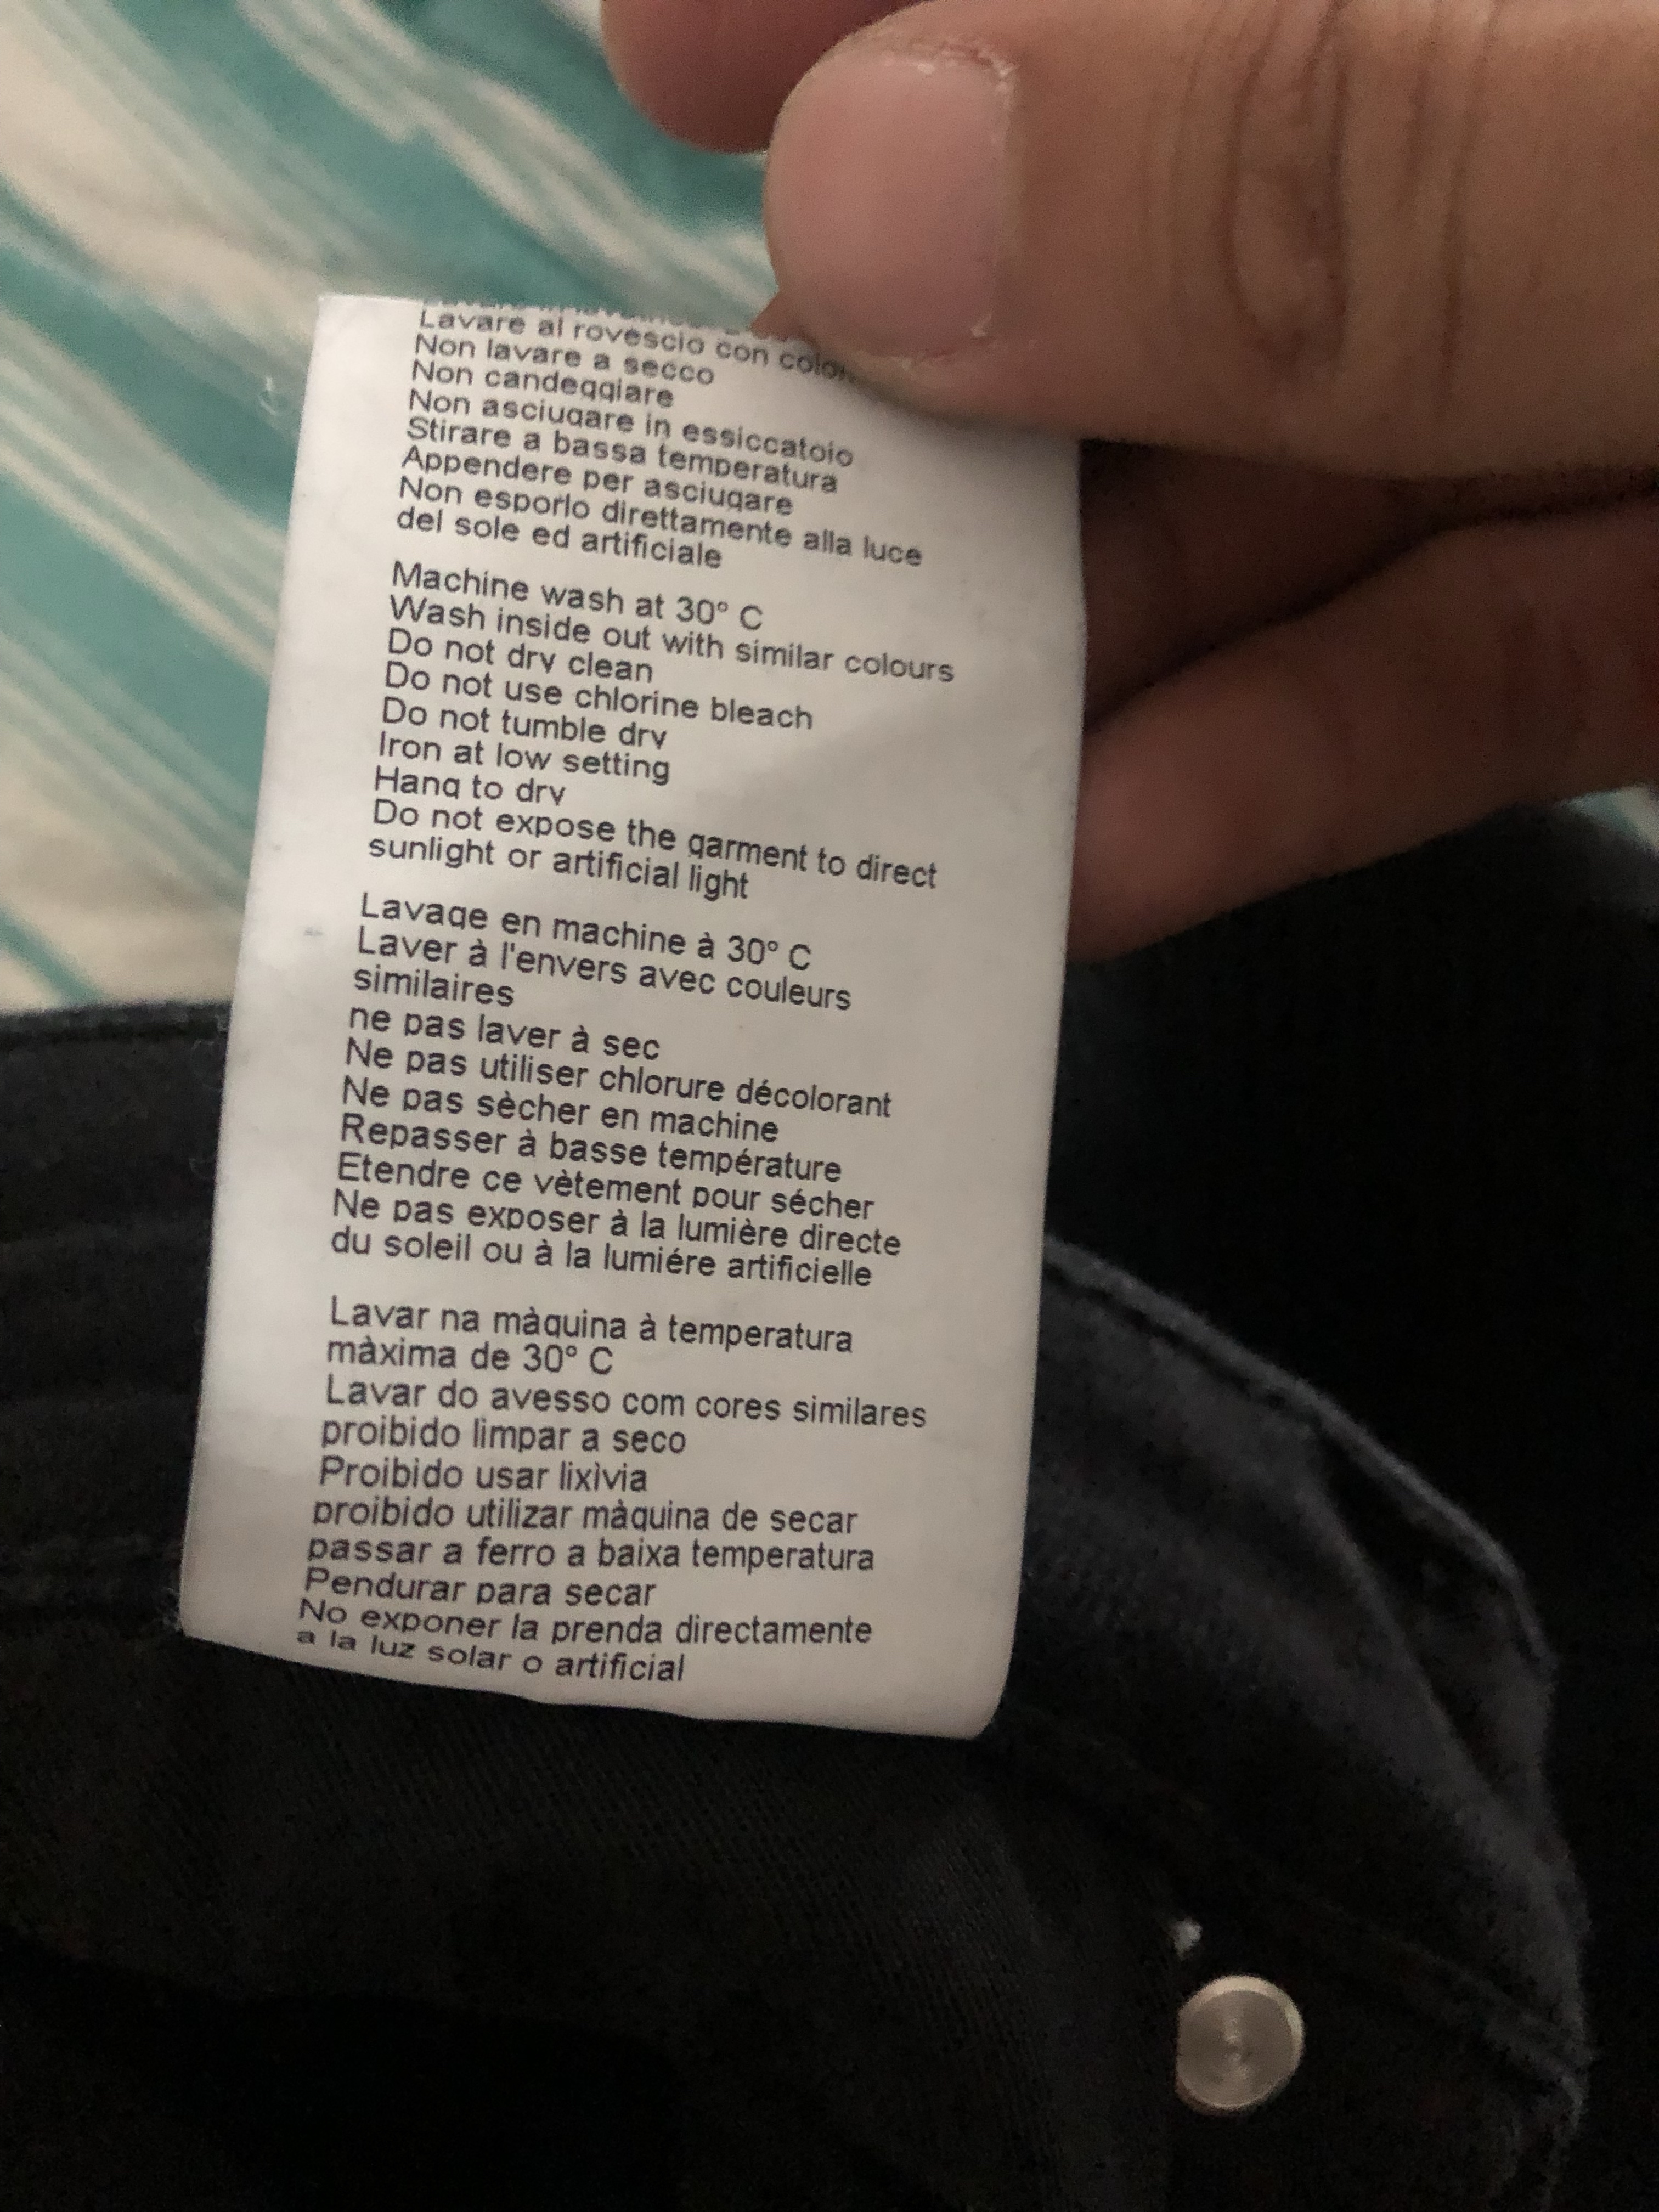 Lavare al rovescio con
Non lavare a secco
Non candeggiare
Non asciugare in essiccatoio
Stirare a bassa temperatura
Appendere per asciugare
Non esporlo direttamente alla luce
del sole ed artificiale
Machine wash at 30° C
Wash inside out with similar colours
Do not dry clean
Do not use chlorine bleach
Do not tumble dry
Iron at low setting
Hang to dry
Do not expose the garment to direct
sunlight or artificial light
Lavage en machine à 30° C
Laver à l'envers avec couleurs
similaires
ne pas laver à sec
Ne pas utiliser chlorure décolorant
Ne pas sècher en machine
Repasser à basse température
Etendre ce vètement pour sécher
Ne pas exposer à la lumière directe
du soleil ou à la lumiére artificielle
Lavar na màquina à temperatura
màxima de 30° C
Lavar do avesso com cores similares
proibido limpar a seco
Proibido usar lixìvia
proibido utilizar màquina de secar
passar a ferro a baixa temperatura
Pendurar para secar
No exponer la prenda directamente
a la luz solar o artificial